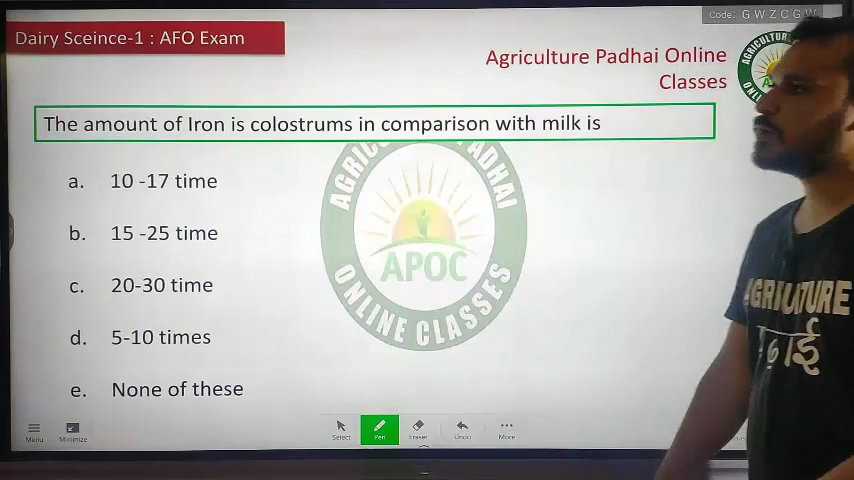 Code: G W Z C G W
Dairy Sceince-1 : AFO Exam
Agriculture Padhai Online
Classes
The amount of Iron is colostrums in comparison with milk is
a. 10 -17 time
b. 15 -25 time
c. 20-30 time
d. 5-10 times
e. None of these
APOC
ONLINE CLASSES
AGRICULTURE
Menu
Minimize
Select
Pen
Eraser
Undo
More